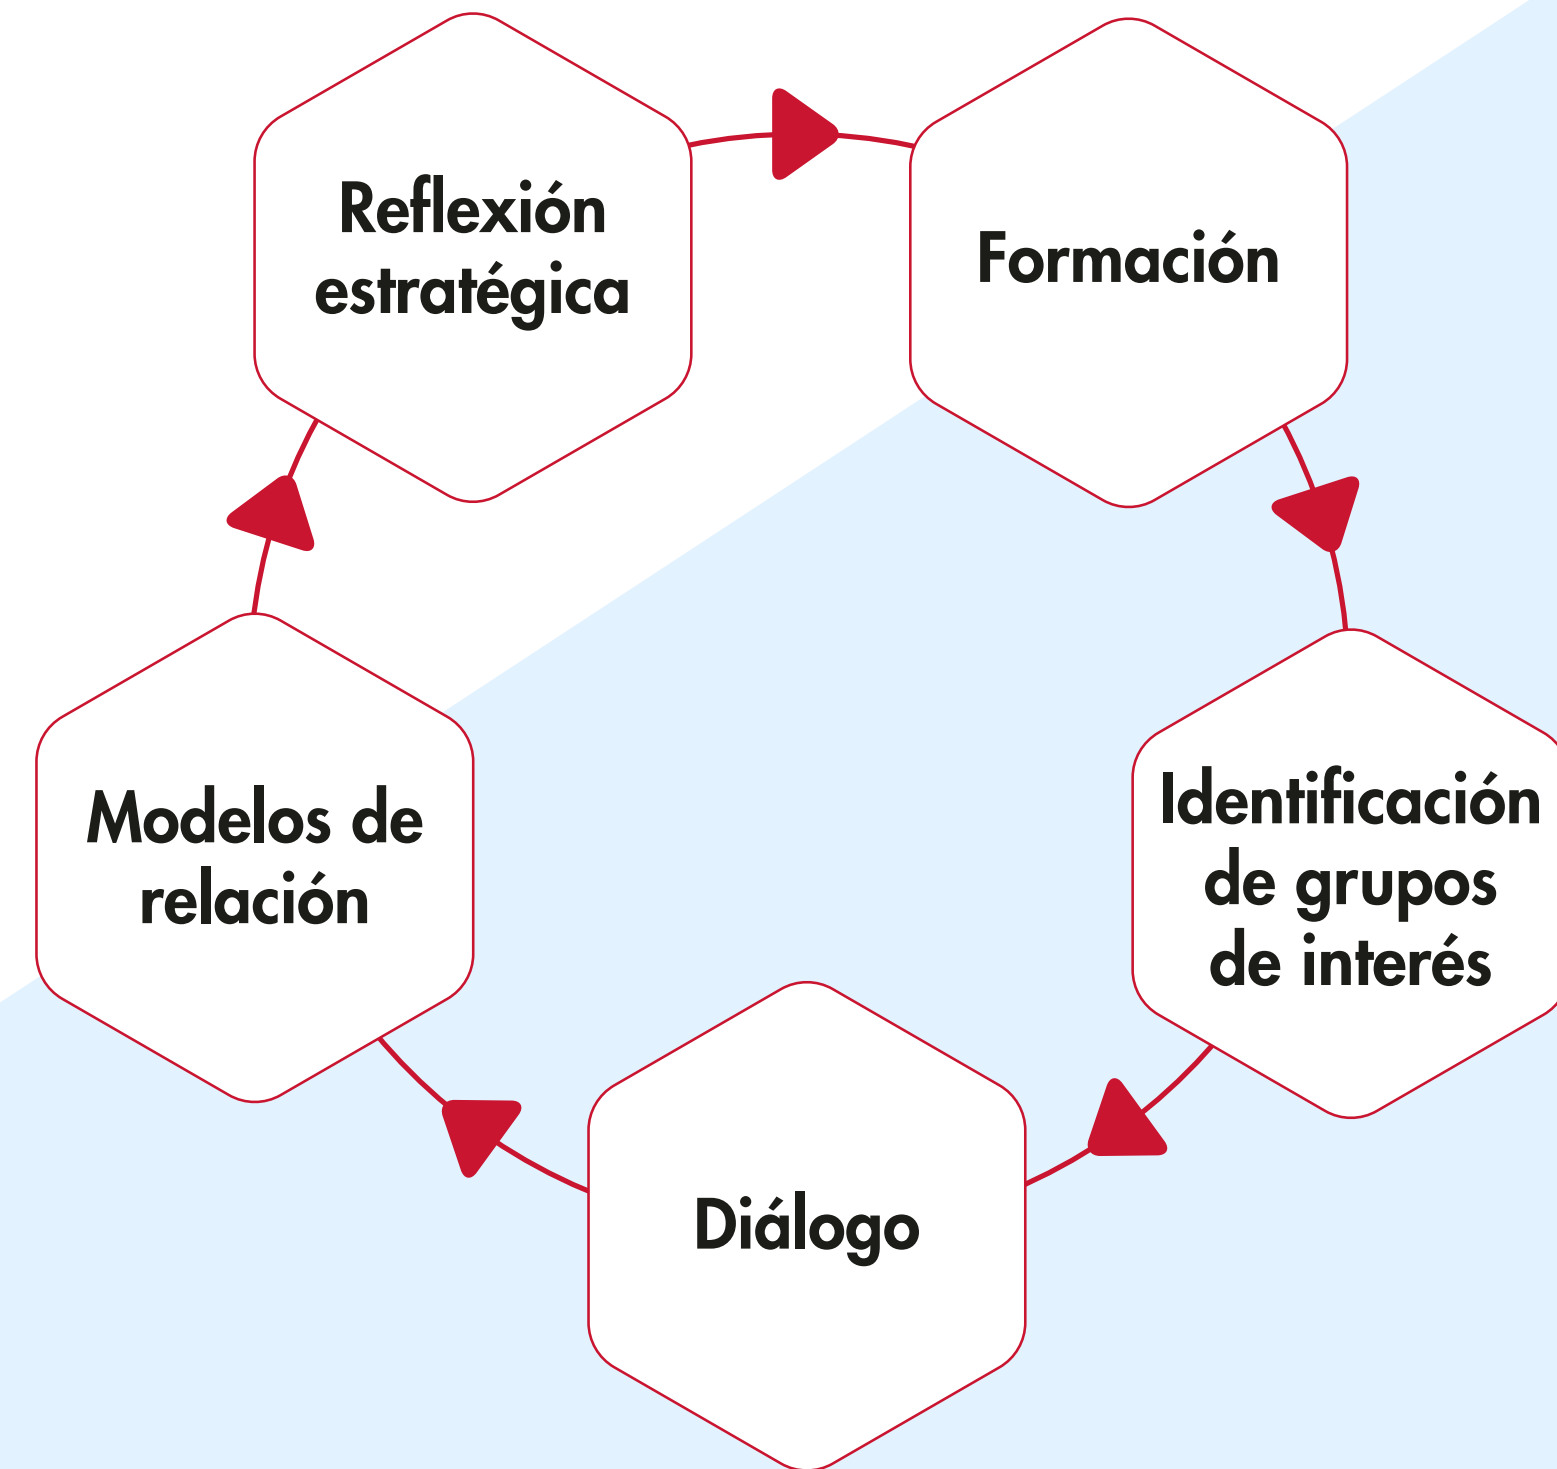 Reflexión
estratégica
Formación
Identificación
de grupos
de interés
Diálogo
Modelos de
relación